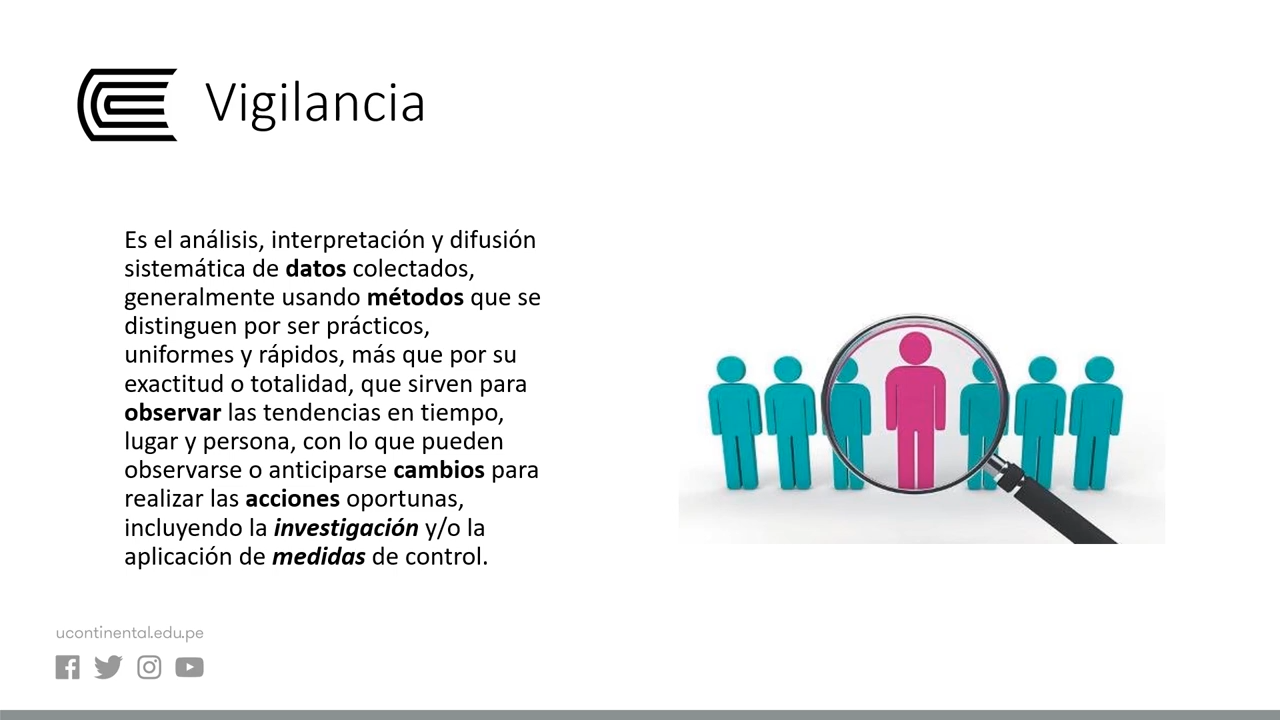 Vigilancia
Es el análisis, interpretación y difusión
sistemática de datos colectados,
generalmente usando métodos que se
distinguen por ser prácticos,
uniformes y rápidos, más que por su
exactitud o totalidad, que sirven para
observar las tendencias en tiempo,
lugar y persona, con lo que pueden
observarse o anticiparse cambios para
realizar las acciones oportunas,
incluyendo la investigación y/o la
aplicación de medidas de control.
ucontinental.edu.pe